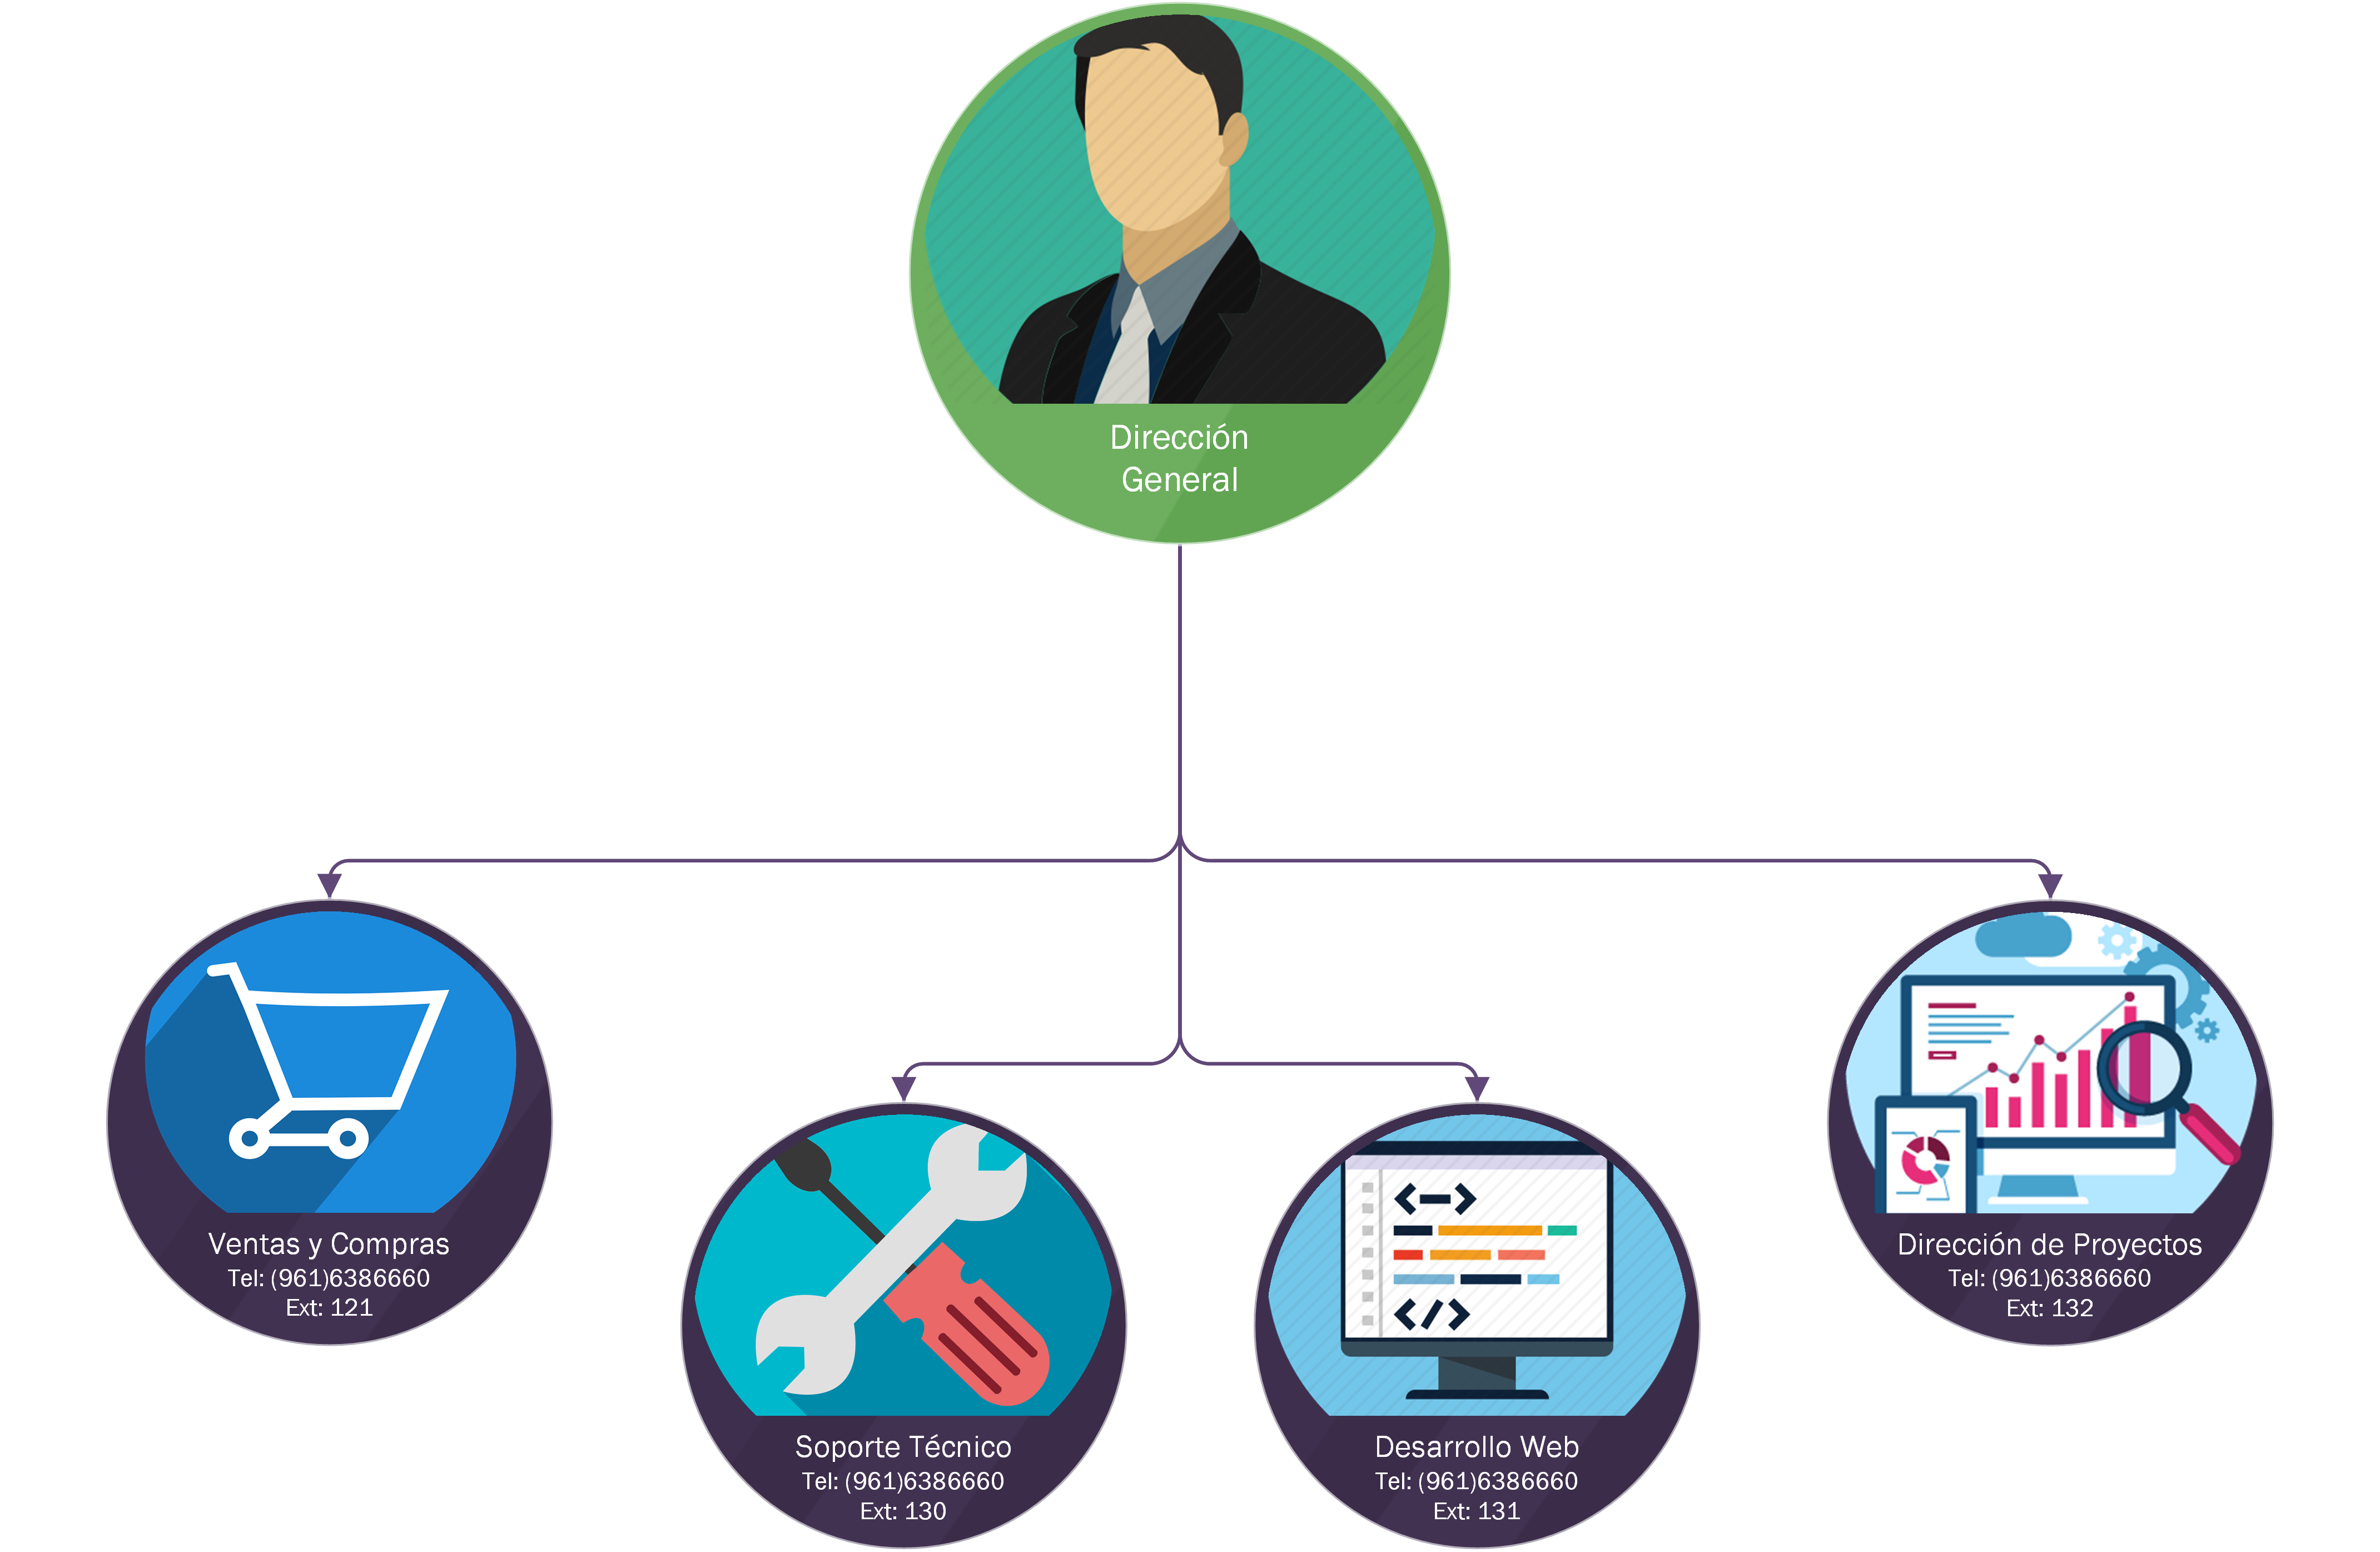 Dirección
General
Ventas y Compras
Tel: (961)6386660
Ext: 121
Soporte Técnico
Tel: (961)6386660
Ext: 130
Desarrollo Web
Tel: (961)6386660
Ext: 131
Dirección de Proyectos
Tel: (961)6386660
Ext: 132